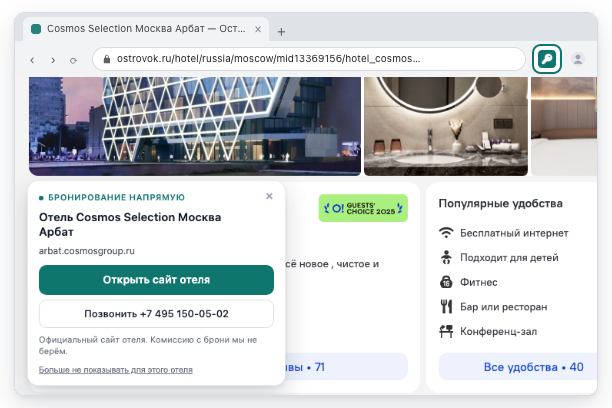 Cosmos Selection Москва Арбат — Ост…
ostrovok.ru/hotel/russia/moscow/mid13369156/hotel_cosmos…
БРОНИРОВАНИЕ НАПРЯМУЮ
Отель Cosmos Selection Москва
Арбат
arbat.cosmosgroup.ru
Открыть сайт отеля
Позвонить +7 495 150-05-02
Официальный сайт отеля. Комиссию с брони мы не
берём.
Больше не показывать для этого отеля
O! GUESTS'
CHOICE 2025
сё новое , чистое и
ивы • 71
Популярные удобства
Бесплатный интернет
Подходит для детей
Фитнес
Бар или ресторан
Конференц-зал
Все удобства • 40